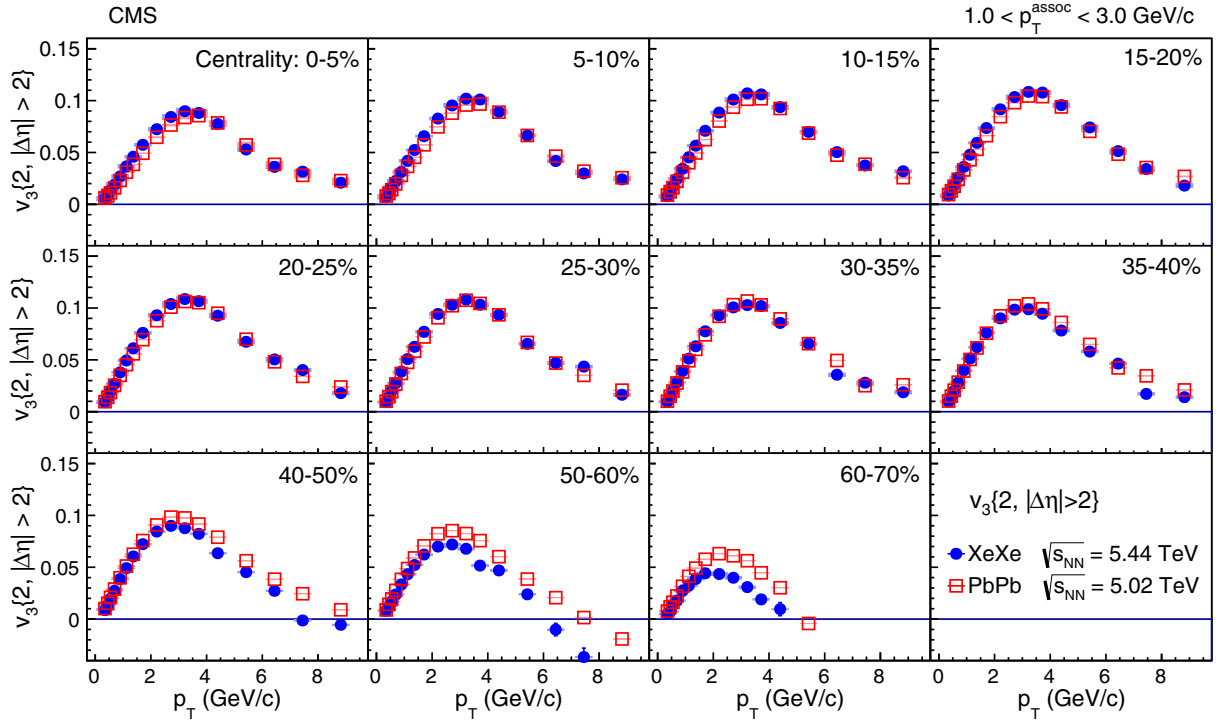 CMS
1.0 < p_T^assoc < 3.0 GeV/c
v₃{2, |Δη| > 2}
0.15
0.1
0.05
0
Centrality: 0-5%
5-10%
10-15%
15-20%
v₃{2, |Δη| > 2}
0.15
0.1
0.05
0
20-25%
25-30%
30-35%
35-40%
v₃{2, |Δη| > 2}
0.15
0.1
0.05
0
40-50%
50-60%
60-70%
v₃{2, |Δη|>2}
XeXe √s_NN = 5.44 TeV
PbPb √s_NN = 5.02 TeV
0 2 4 6 8
0 2 4 6 8
0 2 4 6 8
0 2 4 6 8
p_T (GeV/c)
p_T (GeV/c)
p_T (GeV/c)
p_T (GeV/c)